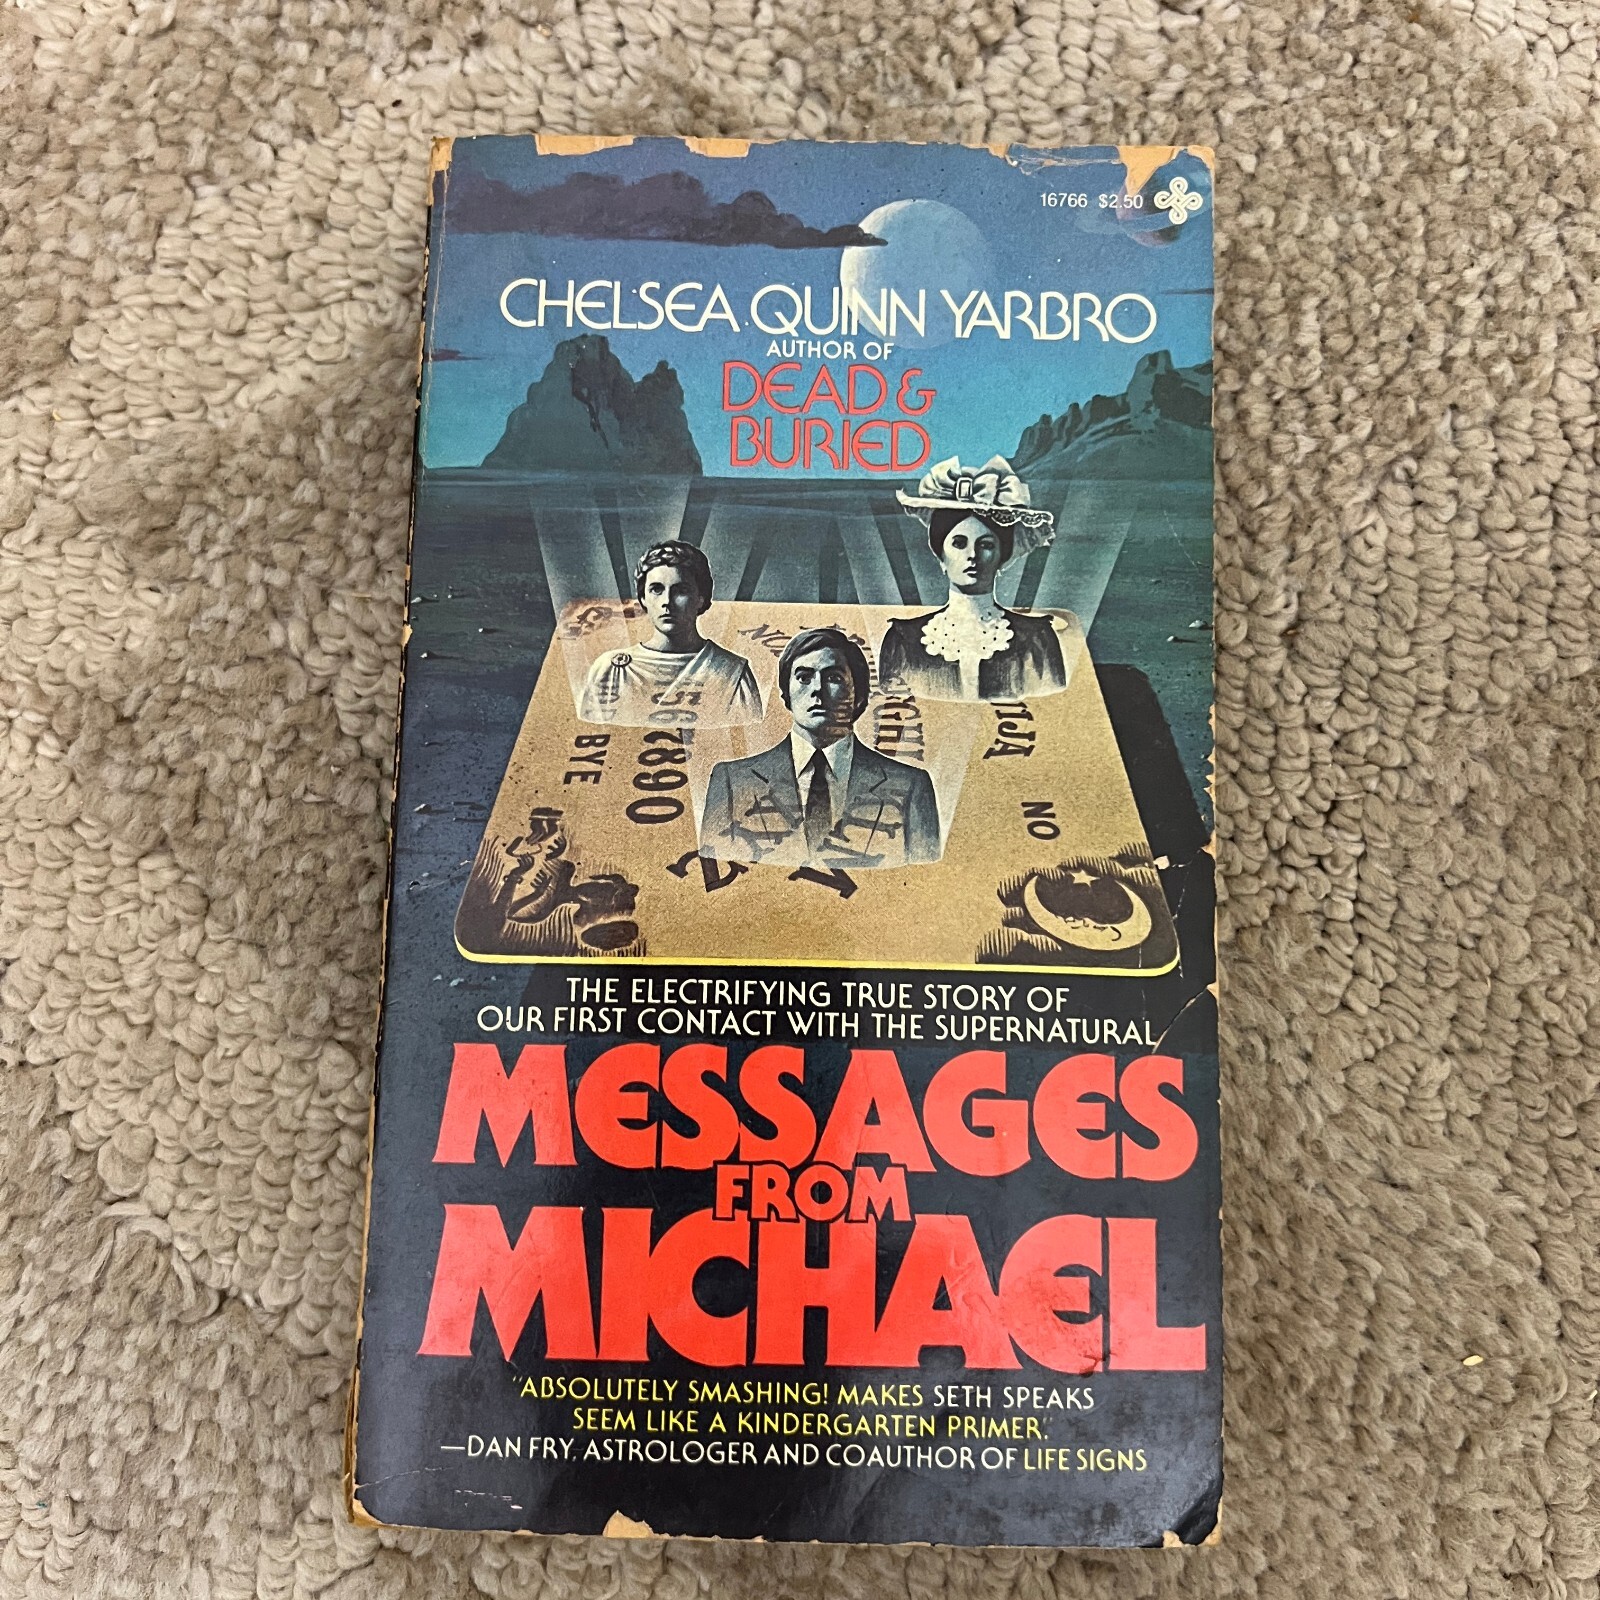 16766 $2.50
CHELSEA QUINN YARBRO
AUTHOR OF
DEAD &
BURIED
BYE
7890
NO
THE ELECTRIFYING TRUE STORY OF
OUR FIRST CONTACT WITH THE SUPERNATURAL
MESSAGES
FROM
MICHAEL
"ABSOLUTELY SMASHING! MAKES SETH SPEAKS
SEEM LIKE A KINDERGARTEN PRIMER."
—DAN FRY, ASTROLOGER AND COAUTHOR OF LIFE SIGNS